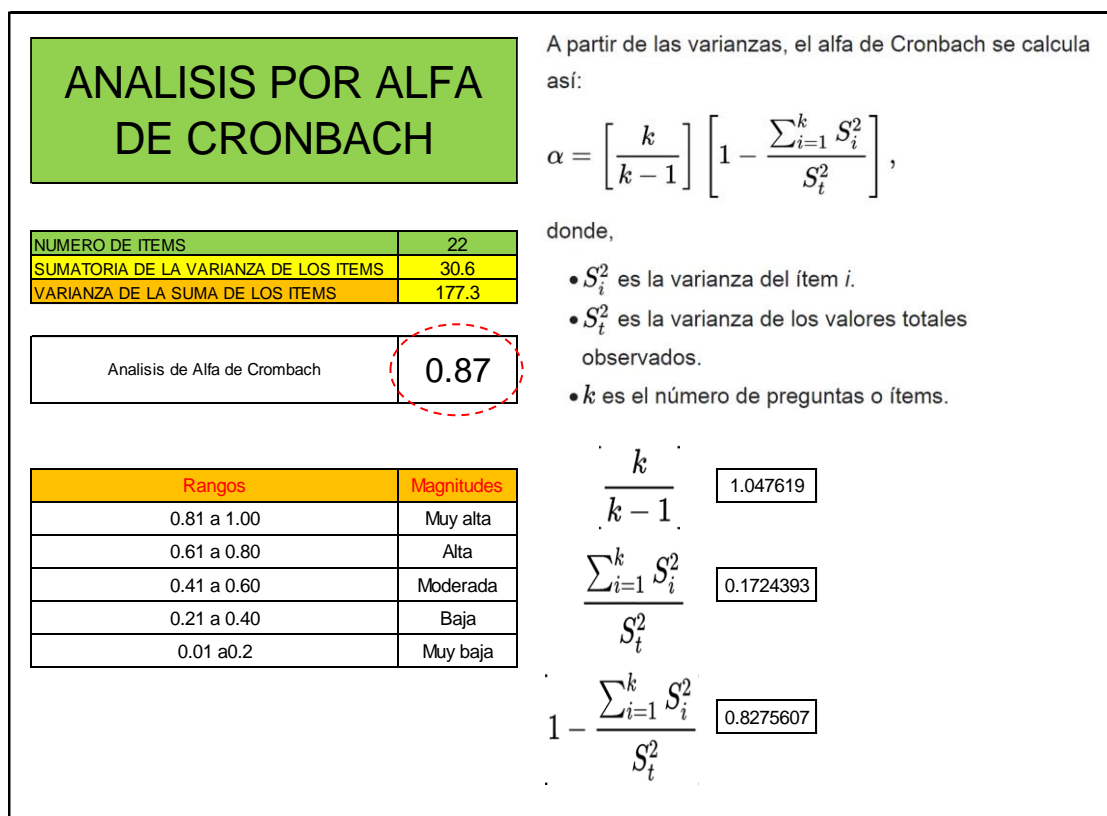 ANALISIS POR ALFA
DE CRONBACH
NUMERO DE ITEMS 22
SUMATORIA DE LA VARIANZA DE LOS ITEMS 30.6
VARIANZA DE LA SUMA DE LOS ITEMS 177.3
Analisis de Alfa de Crombach 0.87
Rangos Magnitudes
0.81 a 1.00 Muy alta
0.61 a 0.80 Alta
0.41 a 0.60 Moderada
0.21 a 0.40 Baja
0.01 a0.2 Muy baja
A partir de las varianzas, el alfa de Cronbach se calcula
así:
α = [k / (k − 1)] [1 − (∑_{i=1}^{k} S_i^2) / S_t^2],
donde,
• S_i^2 es la varianza del ítem i.
• S_t^2 es la varianza de los valores totales
observados.
• k es el número de preguntas o ítems.
k / (k − 1) 1.047619
(∑_{i=1}^{k} S_i^2) / S_t^2 0.1724393
1 − (∑_{i=1}^{k} S_i^2) / S_t^2 0.8275607